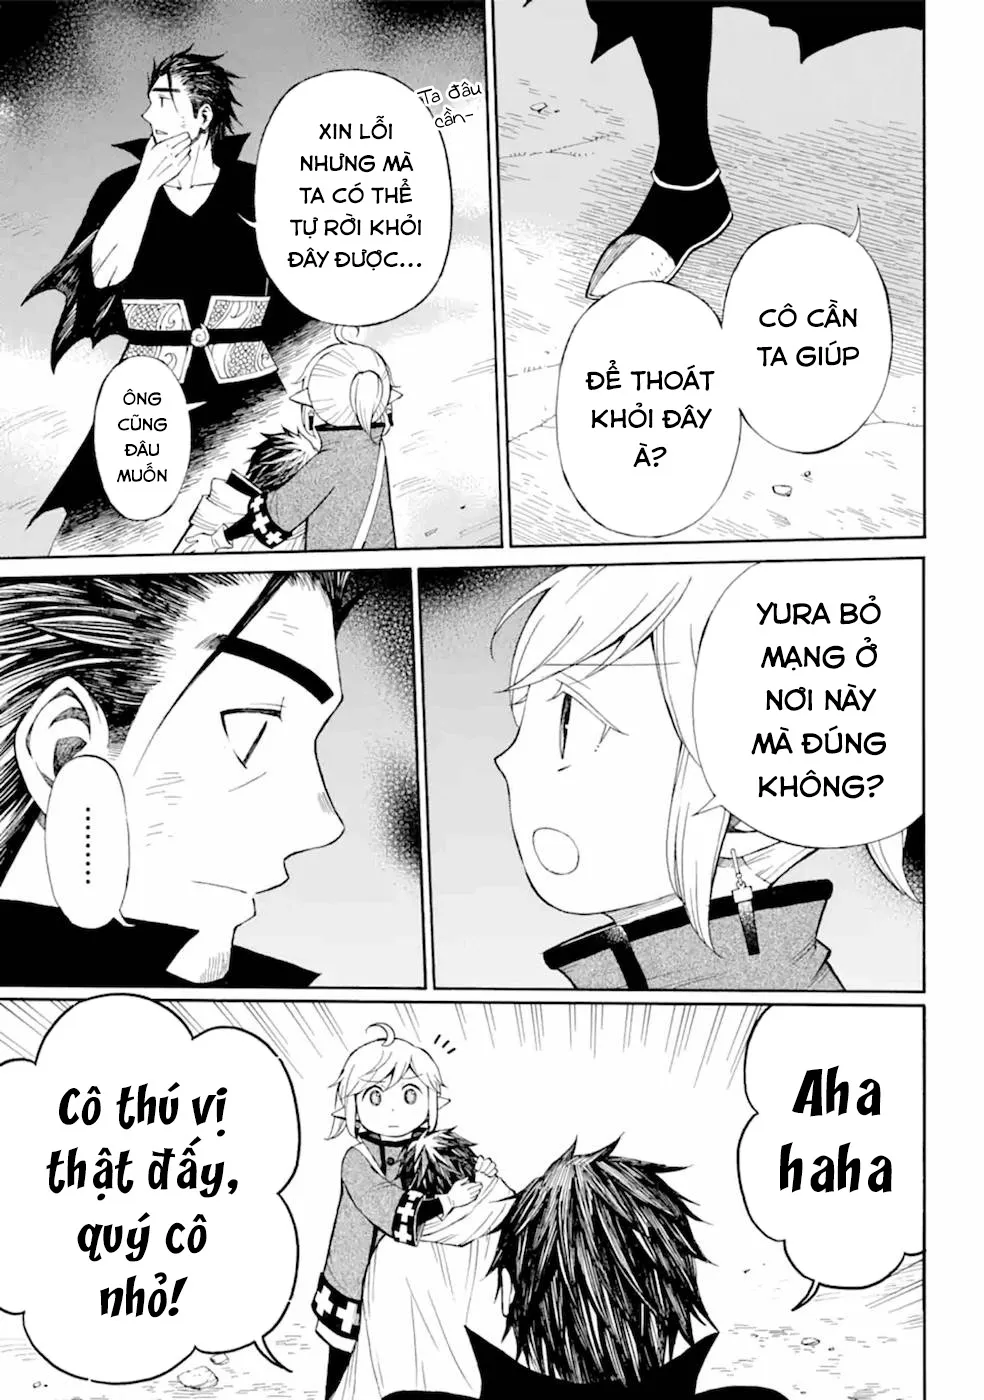 CÔ CẦN
TA GIÚP
ĐỂ THOÁT
KHỎI ĐÂY
À?
Ta đâu
cần-
XIN LỖI
NHƯNG MÀ
TA CÓ THỂ
TỰ RỜI KHỎI
ĐÂY ĐƯỢC...
ÔNG
CŨNG
ĐÂU
MUỐN
YURA BỎ
MẠNG Ở
NƠI NÀY
MÀ ĐÚNG
KHÔNG?
.........
Aha
haha
Cô thú vị
thật đấy,
quý cô
nhỏ!